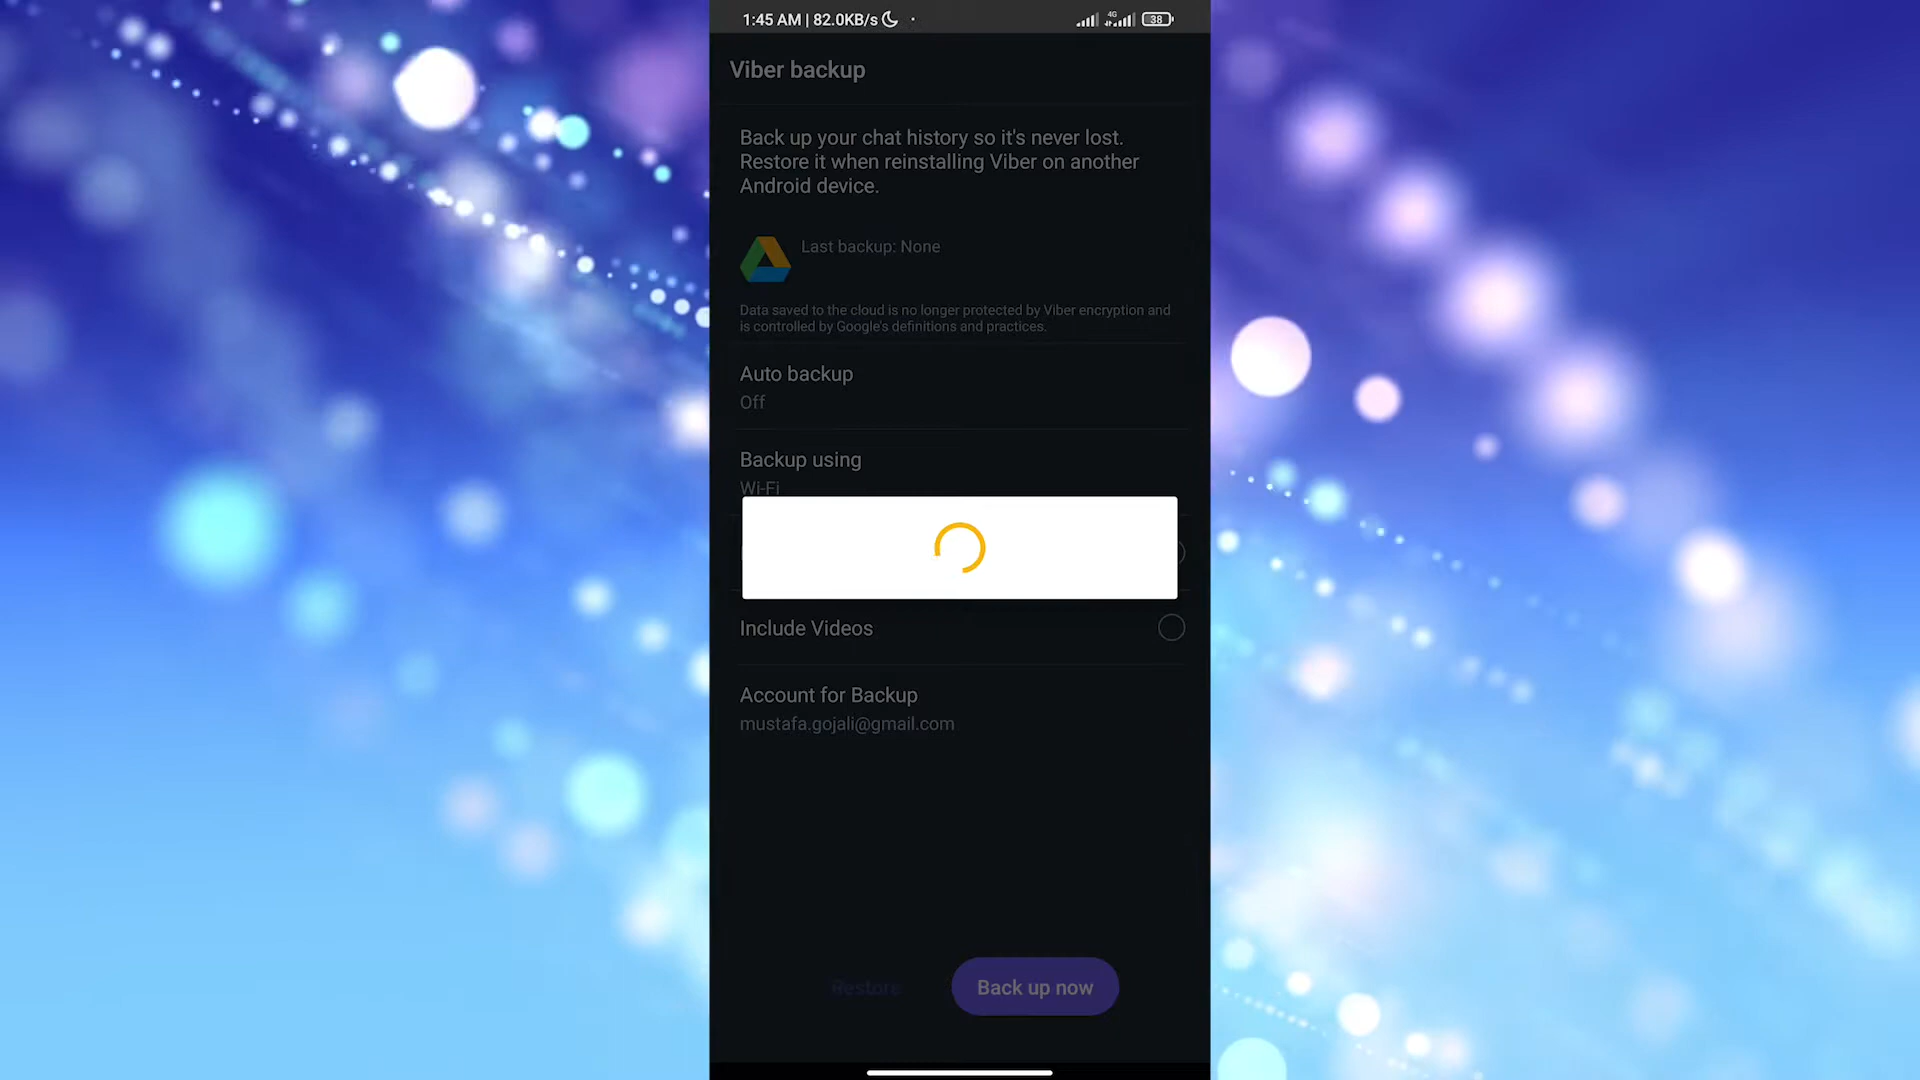 1:45 AM | 82.0KB/s
4G
38
Viber backup
Back up your chat history so it's never lost.
Restore it when reinstalling Viber on another
Android device.
Last backup: None
Data saved to the cloud is no longer protected by Viber encryption and
is controlled by Google's definitions and practices.
Auto backup
Off
Backup using
Wi-Fi
Include Videos
Account for Backup
mustafa.gojali@gmail.com
Restore
Back up now